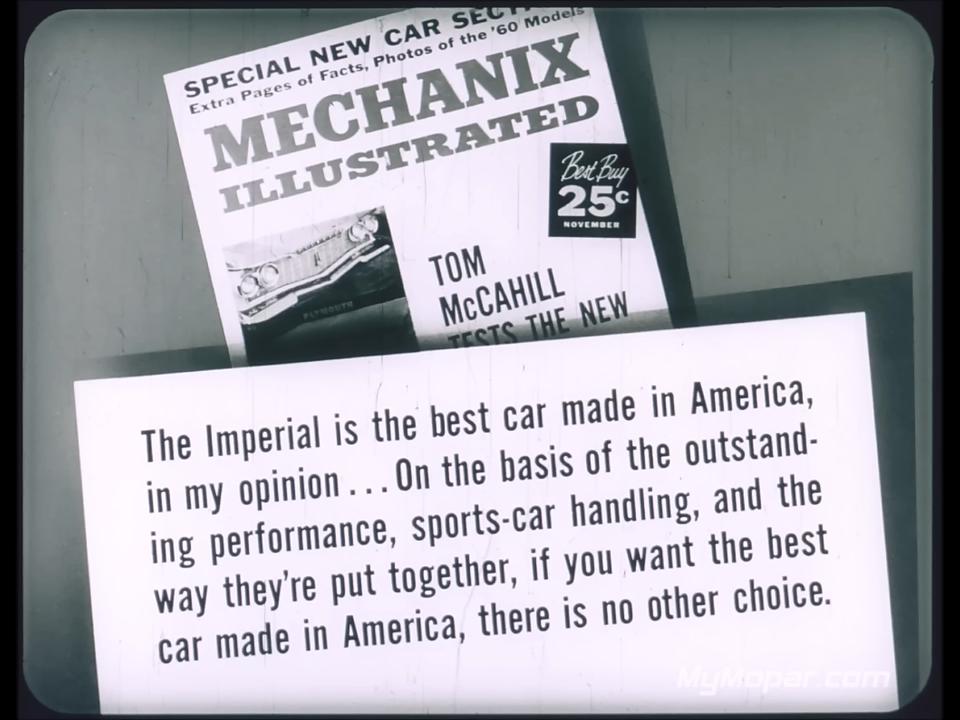 SPECIAL NEW CAR SECT
Extra Pages of Facts, Photos of the '60 Models
MECHANIX
ILLUSTRATED
Best Buy
25c
NOVEMBER
PLYMOUTH
TOM
McCAHILL
TESTS THE NEW
The Imperial is the best car made in America,
in my opinion . . . On the basis of the outstand-
ing performance, sports-car handling, and the
way they're put together, if you want the best
car made in America, there is no other choice.
MyMopar.com